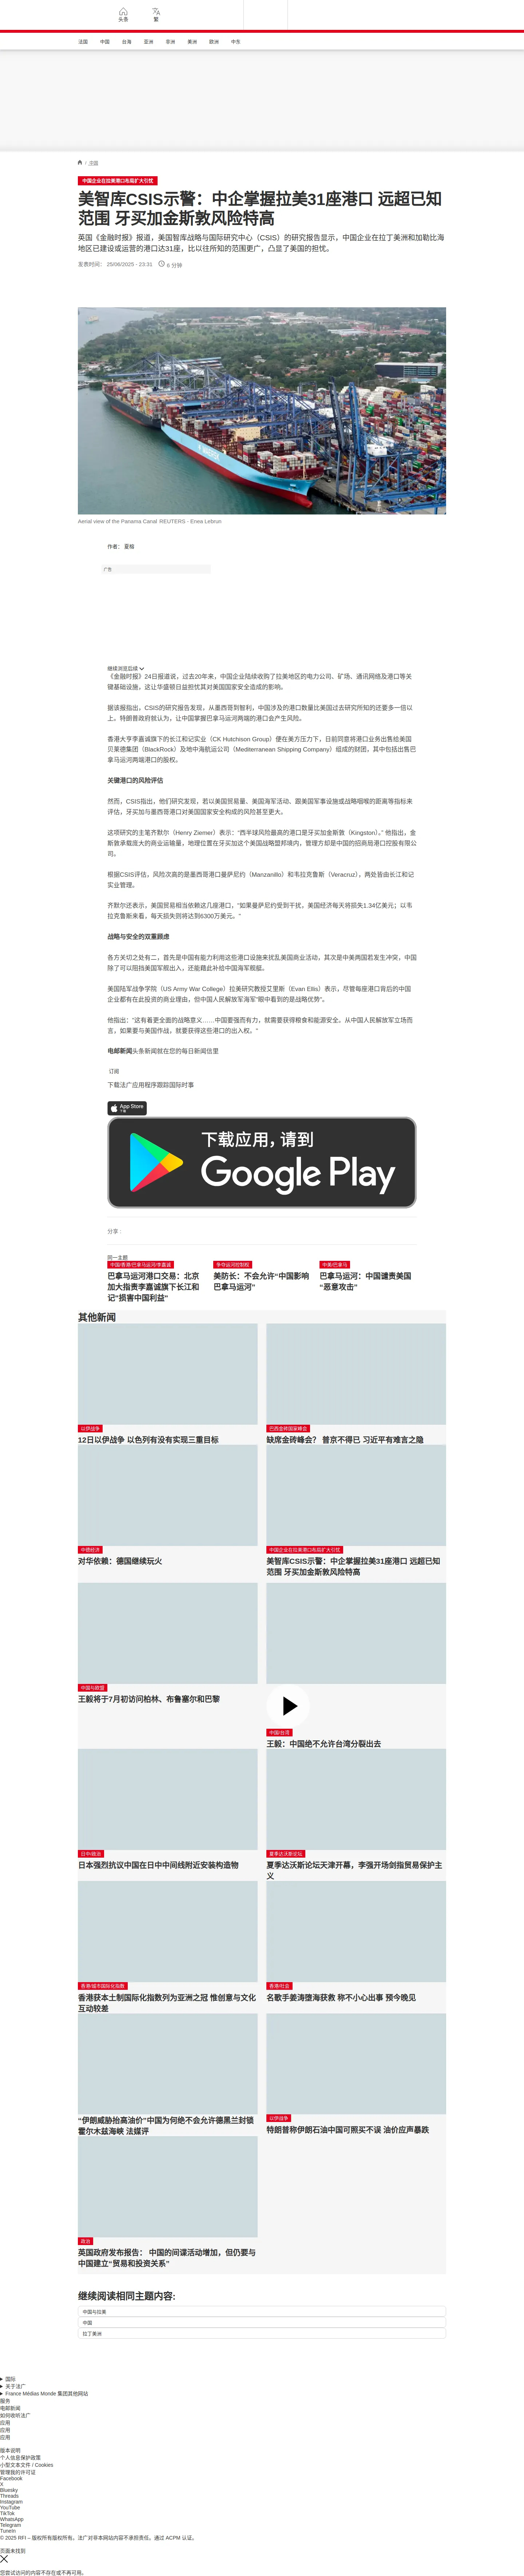 头条
繁
法国
中国
台海
亚洲
非洲
美洲
欧洲
中东
/ 中国
中国企业在拉美港口布局扩大引忧
美智库CSIS示警：中企掌握拉美31座港口 远超已知范围 牙买加金斯敦风险特高
英国《金融时报》报道，美国智库战略与国际研究中心（CSIS）的研究报告显示，中国企业在拉丁美洲和加勒比海地区已建设或运营的港口达31座，比以往所知的范围更广，凸显了美国的担忧。
发表时间： 25/06/2025 - 23:31
6 分钟
Aerial view of the Panama Canal REUTERS - Enea Lebrun
作者： 夏榕
广告
继续浏览后续
《金融时报》24日报道说，过去20年来，中国企业陆续收购了拉美地区的电力公司、矿场、通讯网络及港口等关键基础设施，这让华盛顿日益担忧其对美国国家安全造成的影响。
据该报指出，CSIS的研究报告发现，从墨西哥到智利，中国涉及的港口数量比美国过去研究所知的还要多一倍以上。特朗普政府就认为，让中国掌握巴拿马运河两端的港口会产生风险。
香港大亨李嘉诚旗下的长江和记实业（CK Hutchison Group）便在美方压力下，日前同意将港口业务出售给美国贝莱德集团（BlackRock）及地中海航运公司（Mediterranean Shipping Company）组成的财团，其中包括出售巴拿马运河两端港口的股权。
关键港口的风险评估
然而，CSIS指出，他们研究发现，若以美国贸易量、美国海军活动、跟美国军事设施或战略咽喉的距离等指标来评估，牙买加与墨西哥港口对美国国家安全构成的风险甚至更大。
这项研究的主笔齐默尔（Henry Ziemer）表示："西半球风险最高的港口是牙买加金斯敦（Kingston）。" 他指出，金斯敦承载庞大的商业运输量，地理位置在牙买加这个美国战略盟邦境内，管理方却是中国的招商局港口控股有限公司。
根据CSIS评估，风险次高的是墨西哥港口曼萨尼约（Manzanillo）和韦拉克鲁斯（Veracruz），两处皆由长江和记实业管理。
齐默尔还表示，美国贸易相当依赖这几座港口，"如果曼萨尼约受到干扰，美国经济每天将损失1.34亿美元；以韦拉克鲁斯来看，每天损失则将达到6300万美元。"
战略与安全的双重顾虑
各方关切之处有二，首先是中国有能力利用这些港口设施来扰乱美国商业活动，其次是中美两国若发生冲突，中国除了可以阻挡美国军舰出入，还能藉此补给中国海军舰艇。
美国陆军战争学院（US Army War College）拉美研究教授艾里斯（Evan Ellis）表示，尽管每座港口背后的中国企业都有在此投资的商业理由，但中国人民解放军海军"眼中看到的是战略优势"。
他指出："这有着更全面的战略意义……中国要强而有力，就需要获得粮食和能源安全。从中国人民解放军立场而言，如果要与美国作战，就要获得这些港口的出入权。"
电邮新闻头条新闻就在您的每日新闻信里
订阅
下载法广应用程序跟踪国际时事
App Store
下载
下载应用，请到
Google Play
分享 :
同一主题
中国/香港/巴拿马运河/李嘉诚
巴拿马运河港口交易：北京加大指责李嘉诚旗下长江和记"损害中国利益"
争夺运河控制权
美防长：不会允许"中国影响巴拿马运河"
中美/巴拿马
巴拿马运河：中国谴责美国"恶意攻击"
其他新闻
以伊战争
12日以伊战争 以色列有没有实现三重目标
巴西金砖国家峰会
缺席金砖峰会？ 普京不得已 习近平有难言之隐
中德经济
对华依赖：德国继续玩火
中国企业在拉美港口布局扩大引忧
美智库CSIS示警：中企掌握拉美31座港口 远超已知范围 牙买加金斯敦风险特高
中国与欧盟
王毅将于7月初访问柏林、布鲁塞尔和巴黎
中国/台湾
王毅：中国绝不允许台湾分裂出去
日中/政治
日本强烈抗议中国在日中中间线附近安装构造物
夏季达沃斯论坛
夏季达沃斯论坛天津开幕，李强开场剑指贸易保护主义
香港/城市国际化指数
香港获本土制国际化指数列为亚洲之冠 惟创意与文化互动较差
香港/社会
名歌手姜涛堕海获救 称不小心出事 预今晚见
"伊朗威胁抬高油价"中国为何绝不会允许德黑兰封锁霍尔木兹海峡 法媒评
以伊战争
特朗普称伊朗石油中国可照买不误 油价应声暴跌
政治
英国政府发布报告： 中国的间谍活动增加，但仍要与中国建立"贸易和投资关系"
继续阅读相同主题内容:
中国与拉美
中国
拉丁美洲
国际
关于法广
France Médias Monde 集团其他网站
服务
电邮新闻
如何收听法广
应用
应用
应用
版本说明
个人信息保护政策
小型文本文件 / Cookies
管理我的许可证
Facebook
X
Bluesky
Threads
Instagram
YouTube
TikTok
WhatsApp
Telegram
TuneIn
© 2025 RFI – 版权所有版权所有。法广对非本网站内容不承担责任。通过 ACPM 认证。
页面未找到
您尝试访问的内容不存在或不再可用。